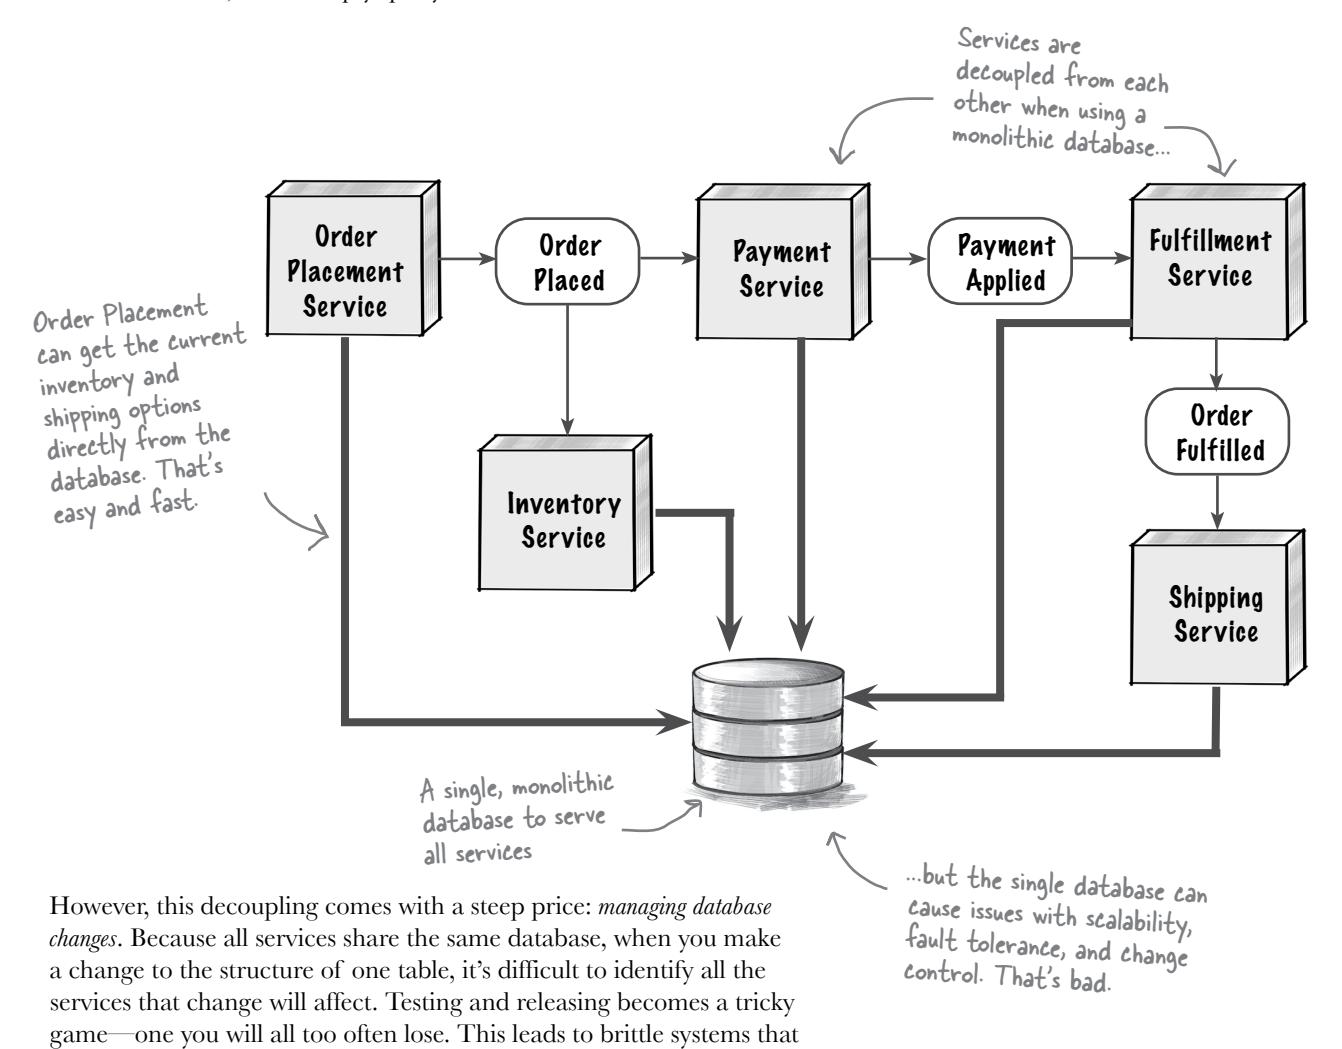 Services are
decoupled from each
other when using a
monolithic database...
Order
Placement
Service
Order
Placed
Payment
Service
Payment
Applied
Fulfillment
Service
Order Placement
can get the current
inventory and
shipping options
directly from the
database. That's
easy and fast.
Order
Fulfilled
Inventory
Service
Shipping
Service
A single, monolithic
database to serve
all services
...but the single database can
cause issues with scalability,
fault tolerance, and change
control. That's bad.
However, this decoupling comes with a steep price: managing database
changes. Because all services share the same database, when you make
a change to the structure of one table, it's difficult to identify all the
services that change will affect. Testing and releasing becomes a tricky
game—one you will all too often lose. This leads to brittle systems that